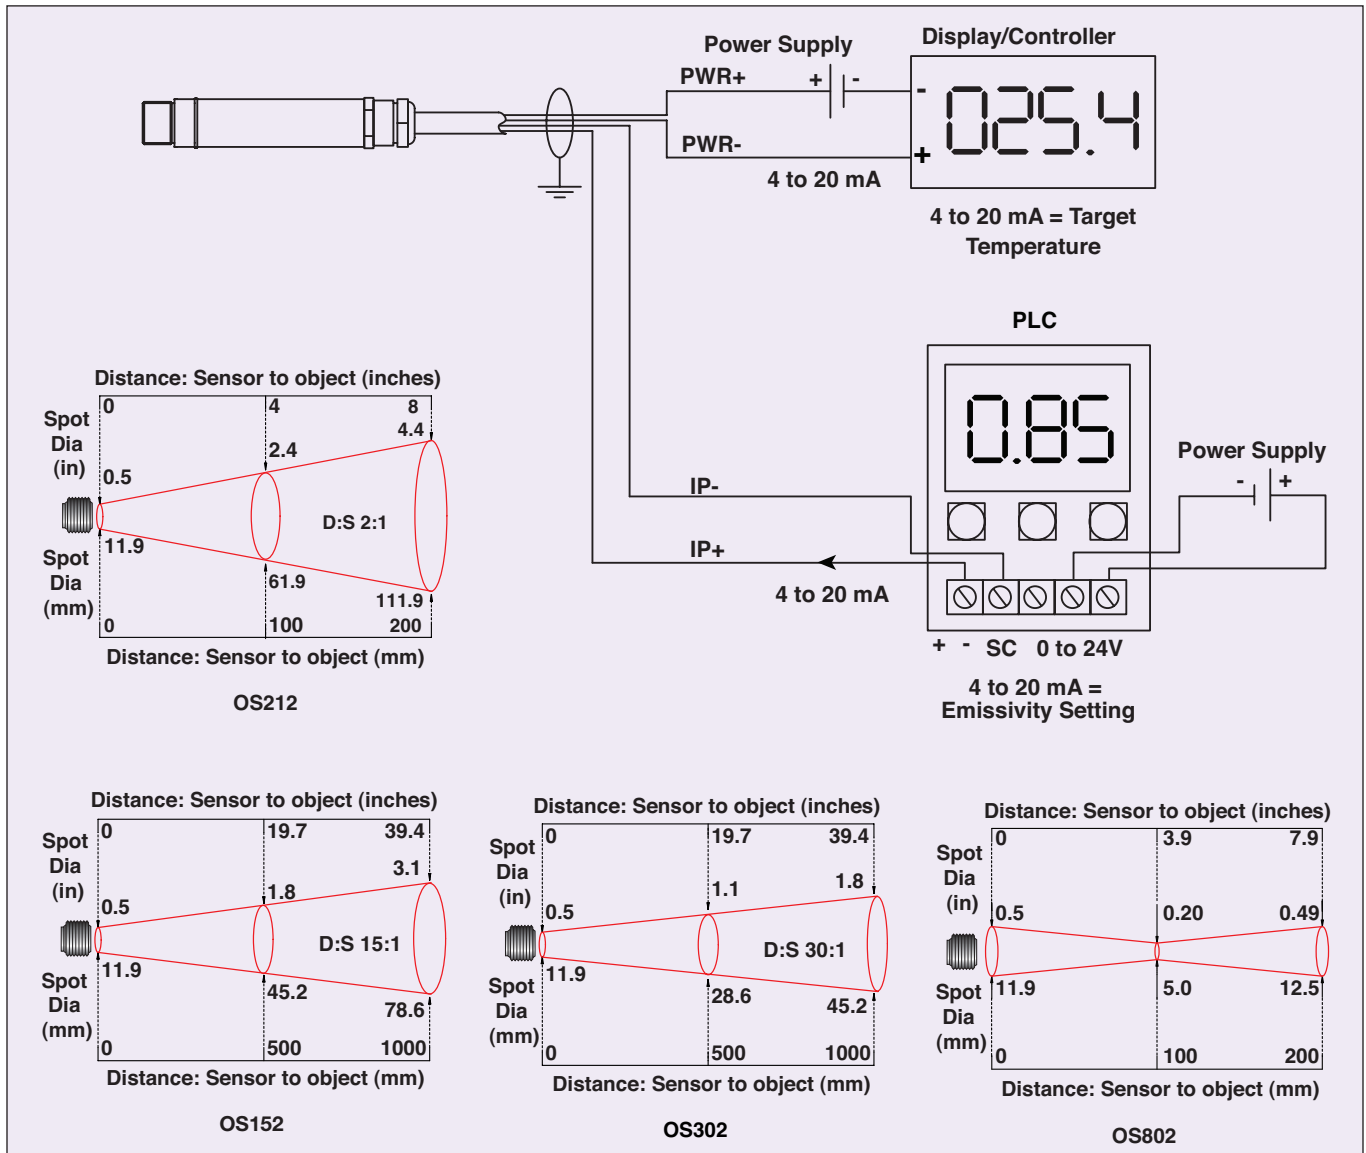 Power Supply
Display/Controller
PWR+
+ -
-
025.4
PWR-
+
4 to 20 mA
4 to 20 mA = Target
Temperature
PLC
0.85
Power Supply
- +
IP-
IP+
4 to 20 mA
+ - SC 0 to 24V
4 to 20 mA =
Emissivity Setting
Distance: Sensor to object (inches)
0 4 8
Spot
Dia
(in)
4.4
2.4
0.5
D:S 2:1
11.9
Spot
Dia
(mm)
61.9
111.9
0 100 200
Distance: Sensor to object (mm)
OS212
Distance: Sensor to object (inches)
0 19.7 39.4
Spot
Dia
(in)
3.1
1.8
0.5
D:S 15:1
11.9
Spot
Dia
(mm)
45.2
78.6
0 500 1000
Distance: Sensor to object (mm)
OS152
Distance: Sensor to object (inches)
0 19.7 39.4
Spot
Dia
(in)
1.8
1.1
0.5
D:S 30:1
11.9
Spot
Dia
(mm)
28.6
45.2
0 500 1000
Distance: Sensor to object (mm)
OS302
Distance: Sensor to object (inches)
0 3.9 7.9
Spot
Dia
(in)
0.5 0.20 0.49
11.9 5.0 12.5
Spot
Dia
(mm)
0 100 200
Distance: Sensor to object (mm)
OS802